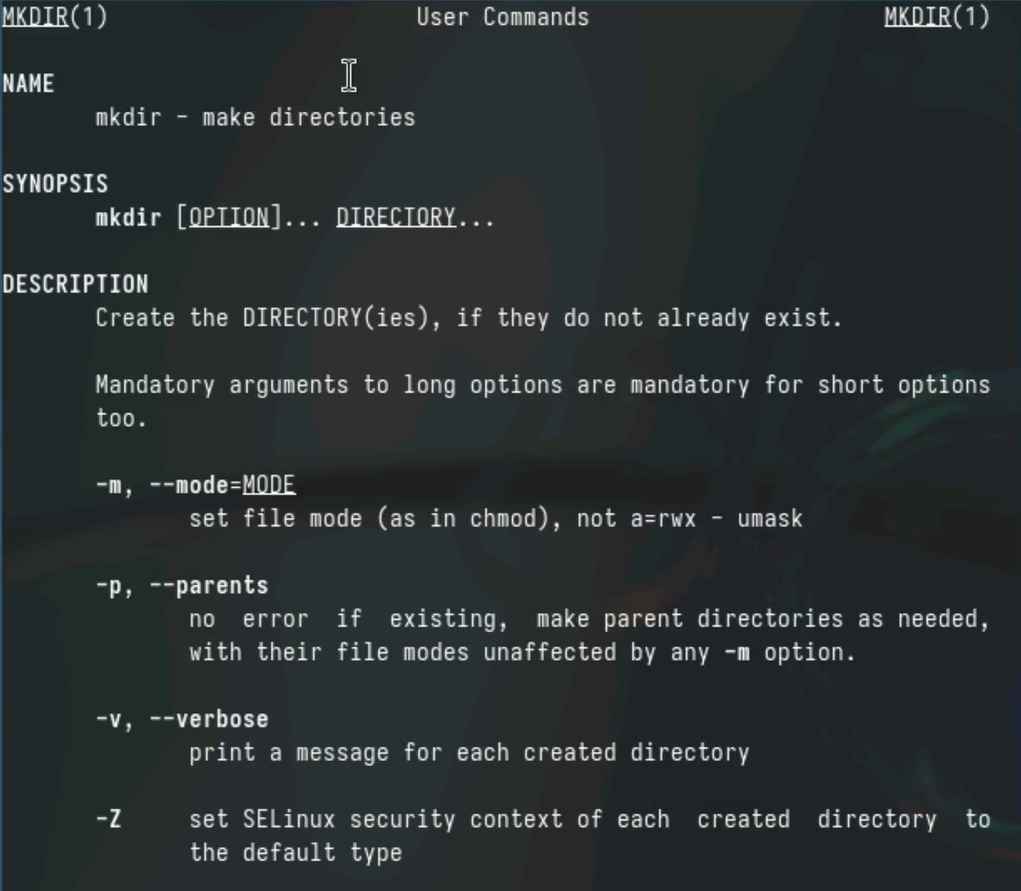 MKDIR(1) User Commands MKDIR(1)
NAME
mkdir - make directories
SYNOPSIS
mkdir [OPTION]... DIRECTORY...
DESCRIPTION
Create the DIRECTORY(ies), if they do not already exist.
Mandatory arguments to long options are mandatory for short options
too.
-m, --mode=MODE
set file mode (as in chmod), not a=rwx - umask
-p, --parents
no error if existing, make parent directories as needed,
with their file modes unaffected by any -m option.
-v, --verbose
print a message for each created directory
-Z set SELinux security context of each created directory to
the default type